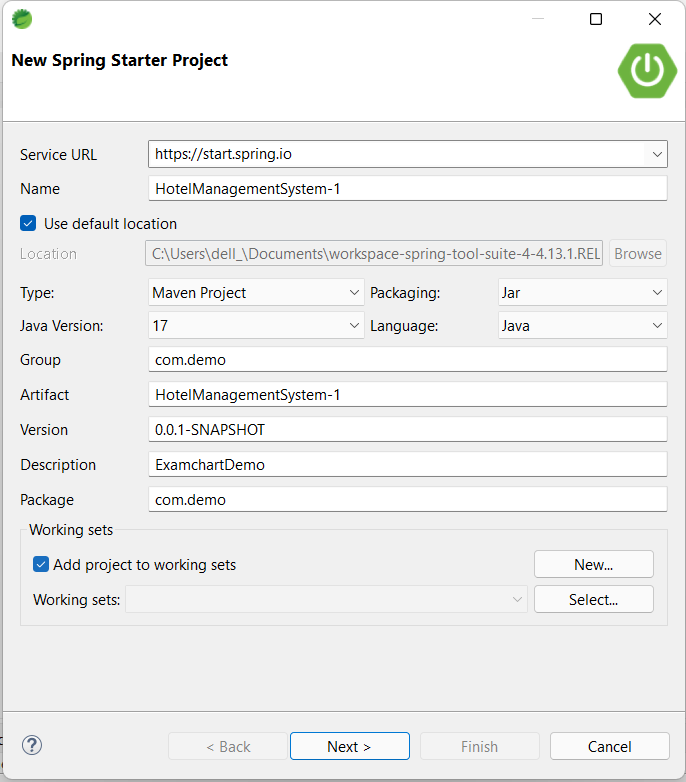 New Spring Starter Project
Service URL https://start.spring.io
Name HotelManagementSystem-1
Use default location
Location C:\Users\dell_\Documents\workspace-spring-tool-suite-4-4.13.1.REL Browse
Type: Maven Project Packaging: Jar
Java Version: 17 Language: Java
Group com.demo
Artifact HotelManagementSystem-1
Version 0.0.1-SNAPSHOT
Description ExamchartDemo
Package com.demo
Working sets
Add project to working sets New...
Working sets: Select...
? < Back Next > Finish Cancel